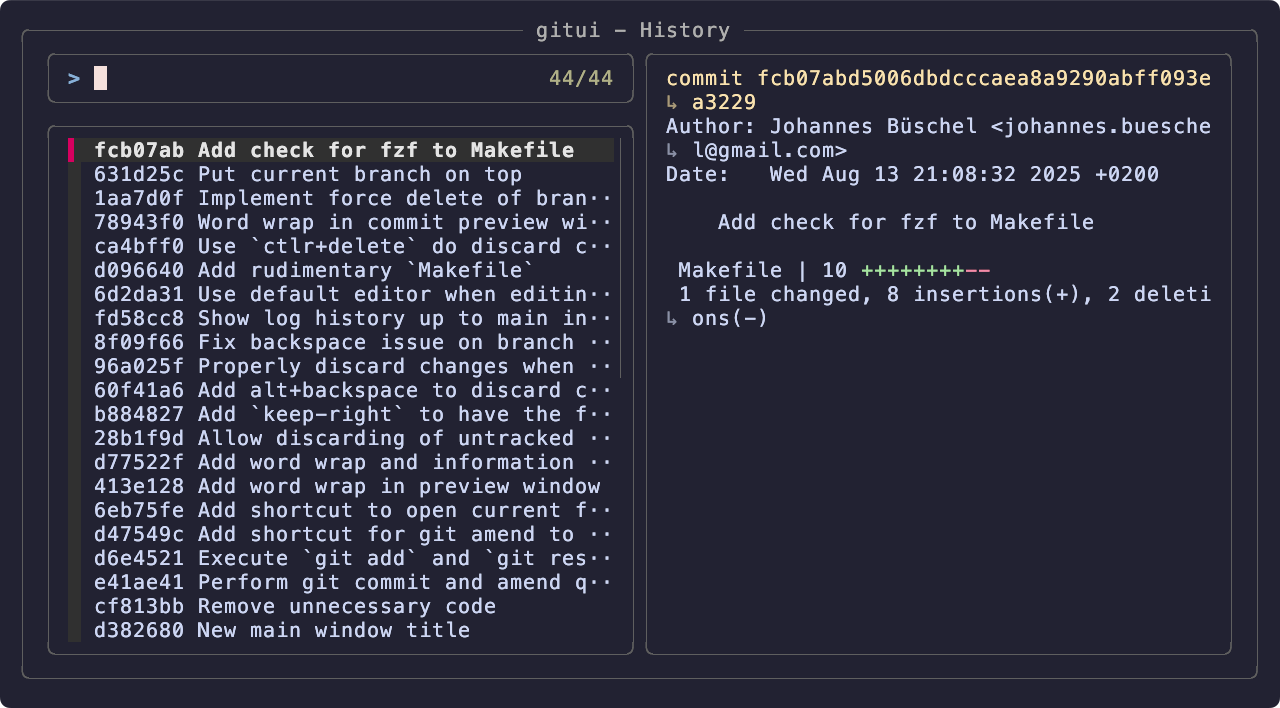 gitui – History
> 44/44
fcb07ab Add check for fzf to Makefile
631d25c Put current branch on top
1aa7d0f Implement force delete of bran··
78943f0 Word wrap in commit preview wi··
ca4bff0 Use `ctlr+delete` do discard c··
d096640 Add rudimentary `Makefile`
6d2da31 Use default editor when editin··
fd58cc8 Show log history up to main in··
8f09f66 Fix backspace issue on branch ··
96a025f Properly discard changes when ··
60f41a6 Add alt+backspace to discard c··
b884827 Add `keep-right` to have the f··
28b1f9d Allow discarding of untracked ··
d77522f Add word wrap and information ··
413e128 Add word wrap in preview window
6eb75fe Add shortcut to open current f··
d47549c Add shortcut for git amend to ··
d6e4521 Execute `git add` and `git res··
e41ae41 Perform git commit and amend q··
cf813bb Remove unnecessary code
d382680 New main window title
commit fcb07abd5006dbdcccaea8a9290abff093e
↳ a3229
Author: Johannes Büschel <johannes.buesche
↳ l@gmail.com>
Date:   Wed Aug 13 21:08:32 2025 +0200
Add check for fzf to Makefile
Makefile | 10 ++++++++--
1 file changed, 8 insertions(+), 2 deleti
↳ ons(-)